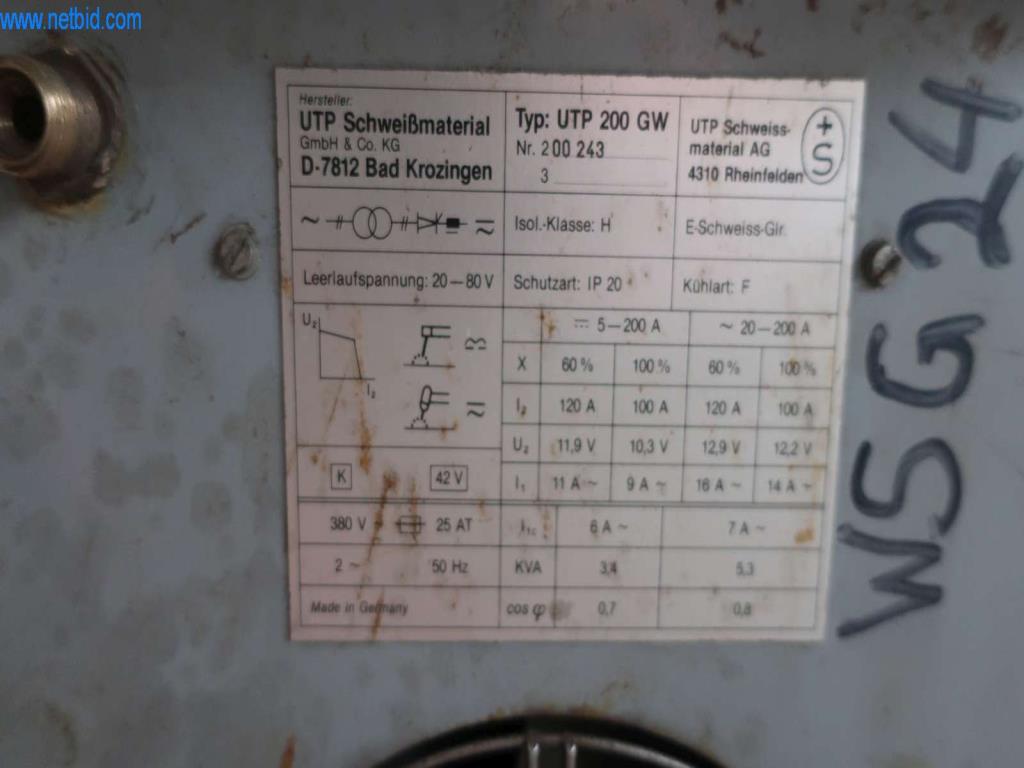 www.netbid.com
Hersteller:
UTP Schweißmaterial
GmbH & Co. KG
D-7812 Bad Krozingen
Typ: UTP 200 GW
Nr. 200 243
3
UTP Schweiss-
material AG
4310 Rheinfelden
+
S
Isol.-Klasse: H
E-Schweiss-Glr.
Leerlaufspannung: 20—80 V
Schutzart: IP 20
Kühlart: F
U₂
I₂
K
42 V
5—200 A
~ 20—200 A
X 60 % 100 % 60 % 100 %
I₂ 120 A 100 A 120 A 100 A
U₂ 11,9 V 10,3 V 12,9 V 12,2 V
I₁ 11 A ~ 9 A ~ 16 A ~ 14 A ~
380 V 25 AT I₁c 6 A ~ 7 A ~
2 ~ 50 Hz KVA 3,4 5,3
Made in Germany cos φ 0,7 0,8
WSG 24